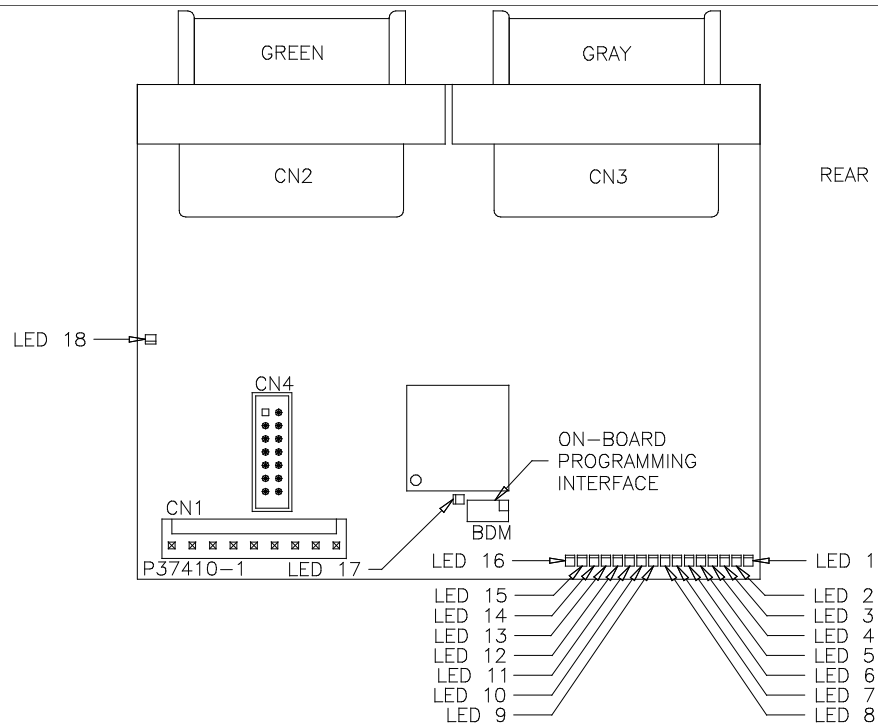 GREEN
GRAY
CN2
CN3
REAR
LED 18
CN4
ON-BOARD
PROGRAMMING
INTERFACE
CN1
BDM
P37410-1
LED 17
LED 16
LED 1
LED 15
LED 2
LED 14
LED 3
LED 13
LED 4
LED 12
LED 5
LED 11
LED 6
LED 10
LED 7
LED 9
LED 8